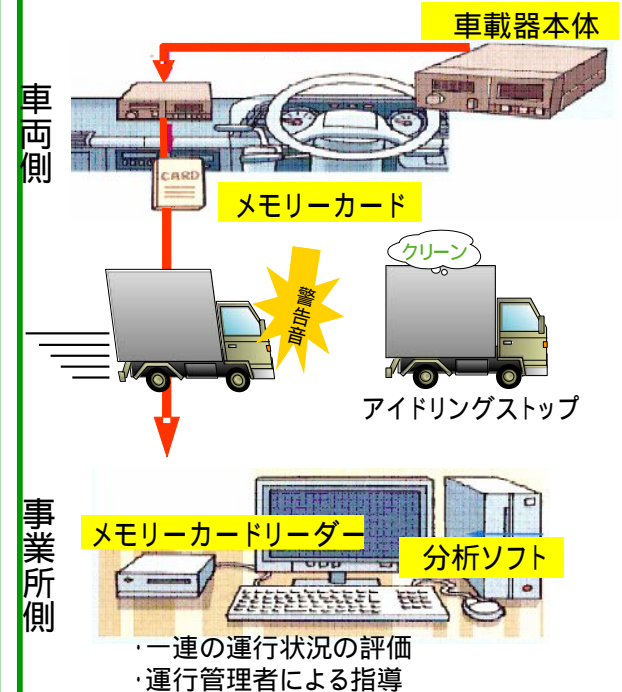 車載器本体
車両側
CARD
メモリーカード
クリーン
警告音
アイドリングストップ
事業所側
メモリーカードリーダー
分析ソフト
・一連の運行状況の評価
・運行管理者による指導